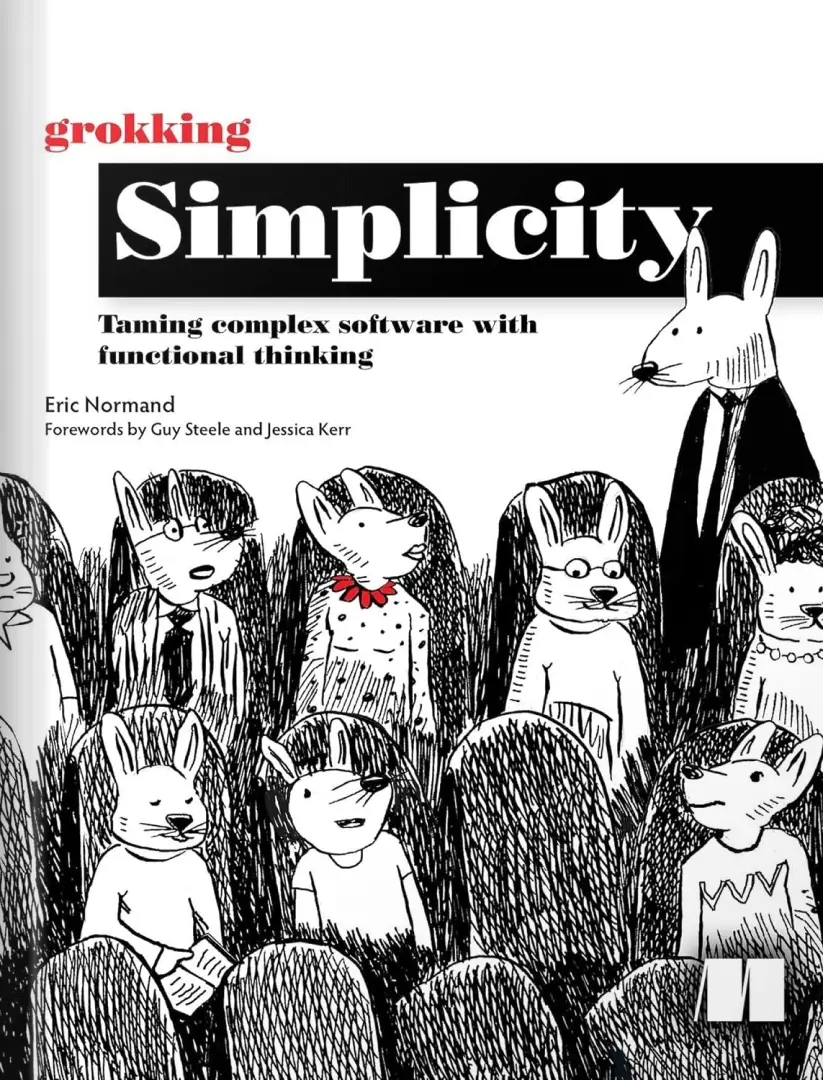 grokking
Simplicity
Taming complex software with
functional thinking
Eric Normand
Forewords by Guy Steele and Jessica Kerr